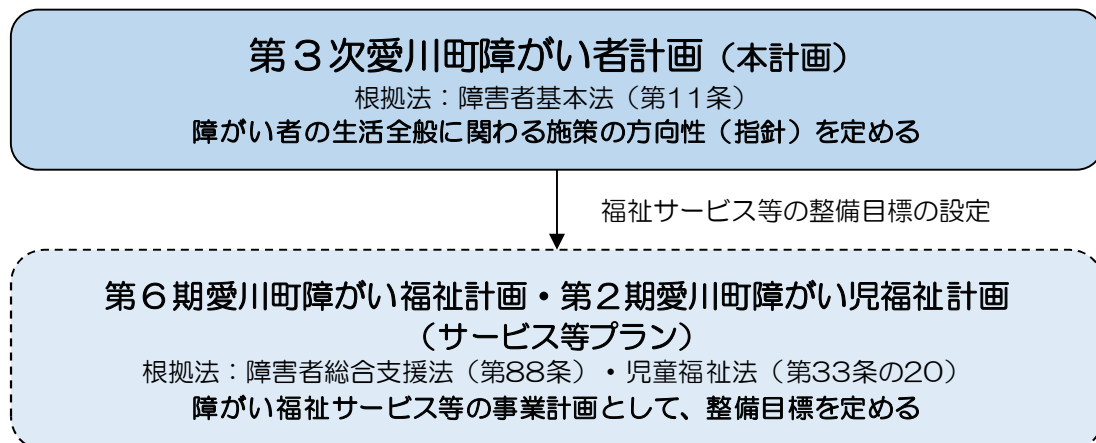 第３次愛川町障がい者計画（本計画）
根拠法：障害者基本法（第11条）
障がい者の生活全般に関わる施策の方向性（指針）を定める
福祉サービス等の整備目標の設定
第６期愛川町障がい福祉計画・第２期愛川町障がい児福祉計画
（サービス等プラン）
根拠法：障害者総合支援法（第88条）・児童福祉法（第33条の20）
障がい福祉サービス等の事業計画として、整備目標を定める